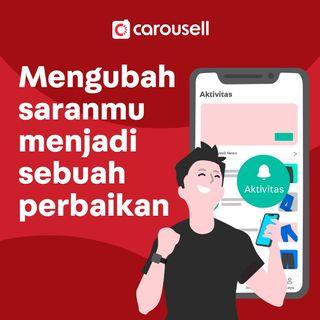 carousell
Mengubah
saranmu
menjadi
sebuah
perbaikan
Aktivitas
Aktivitas